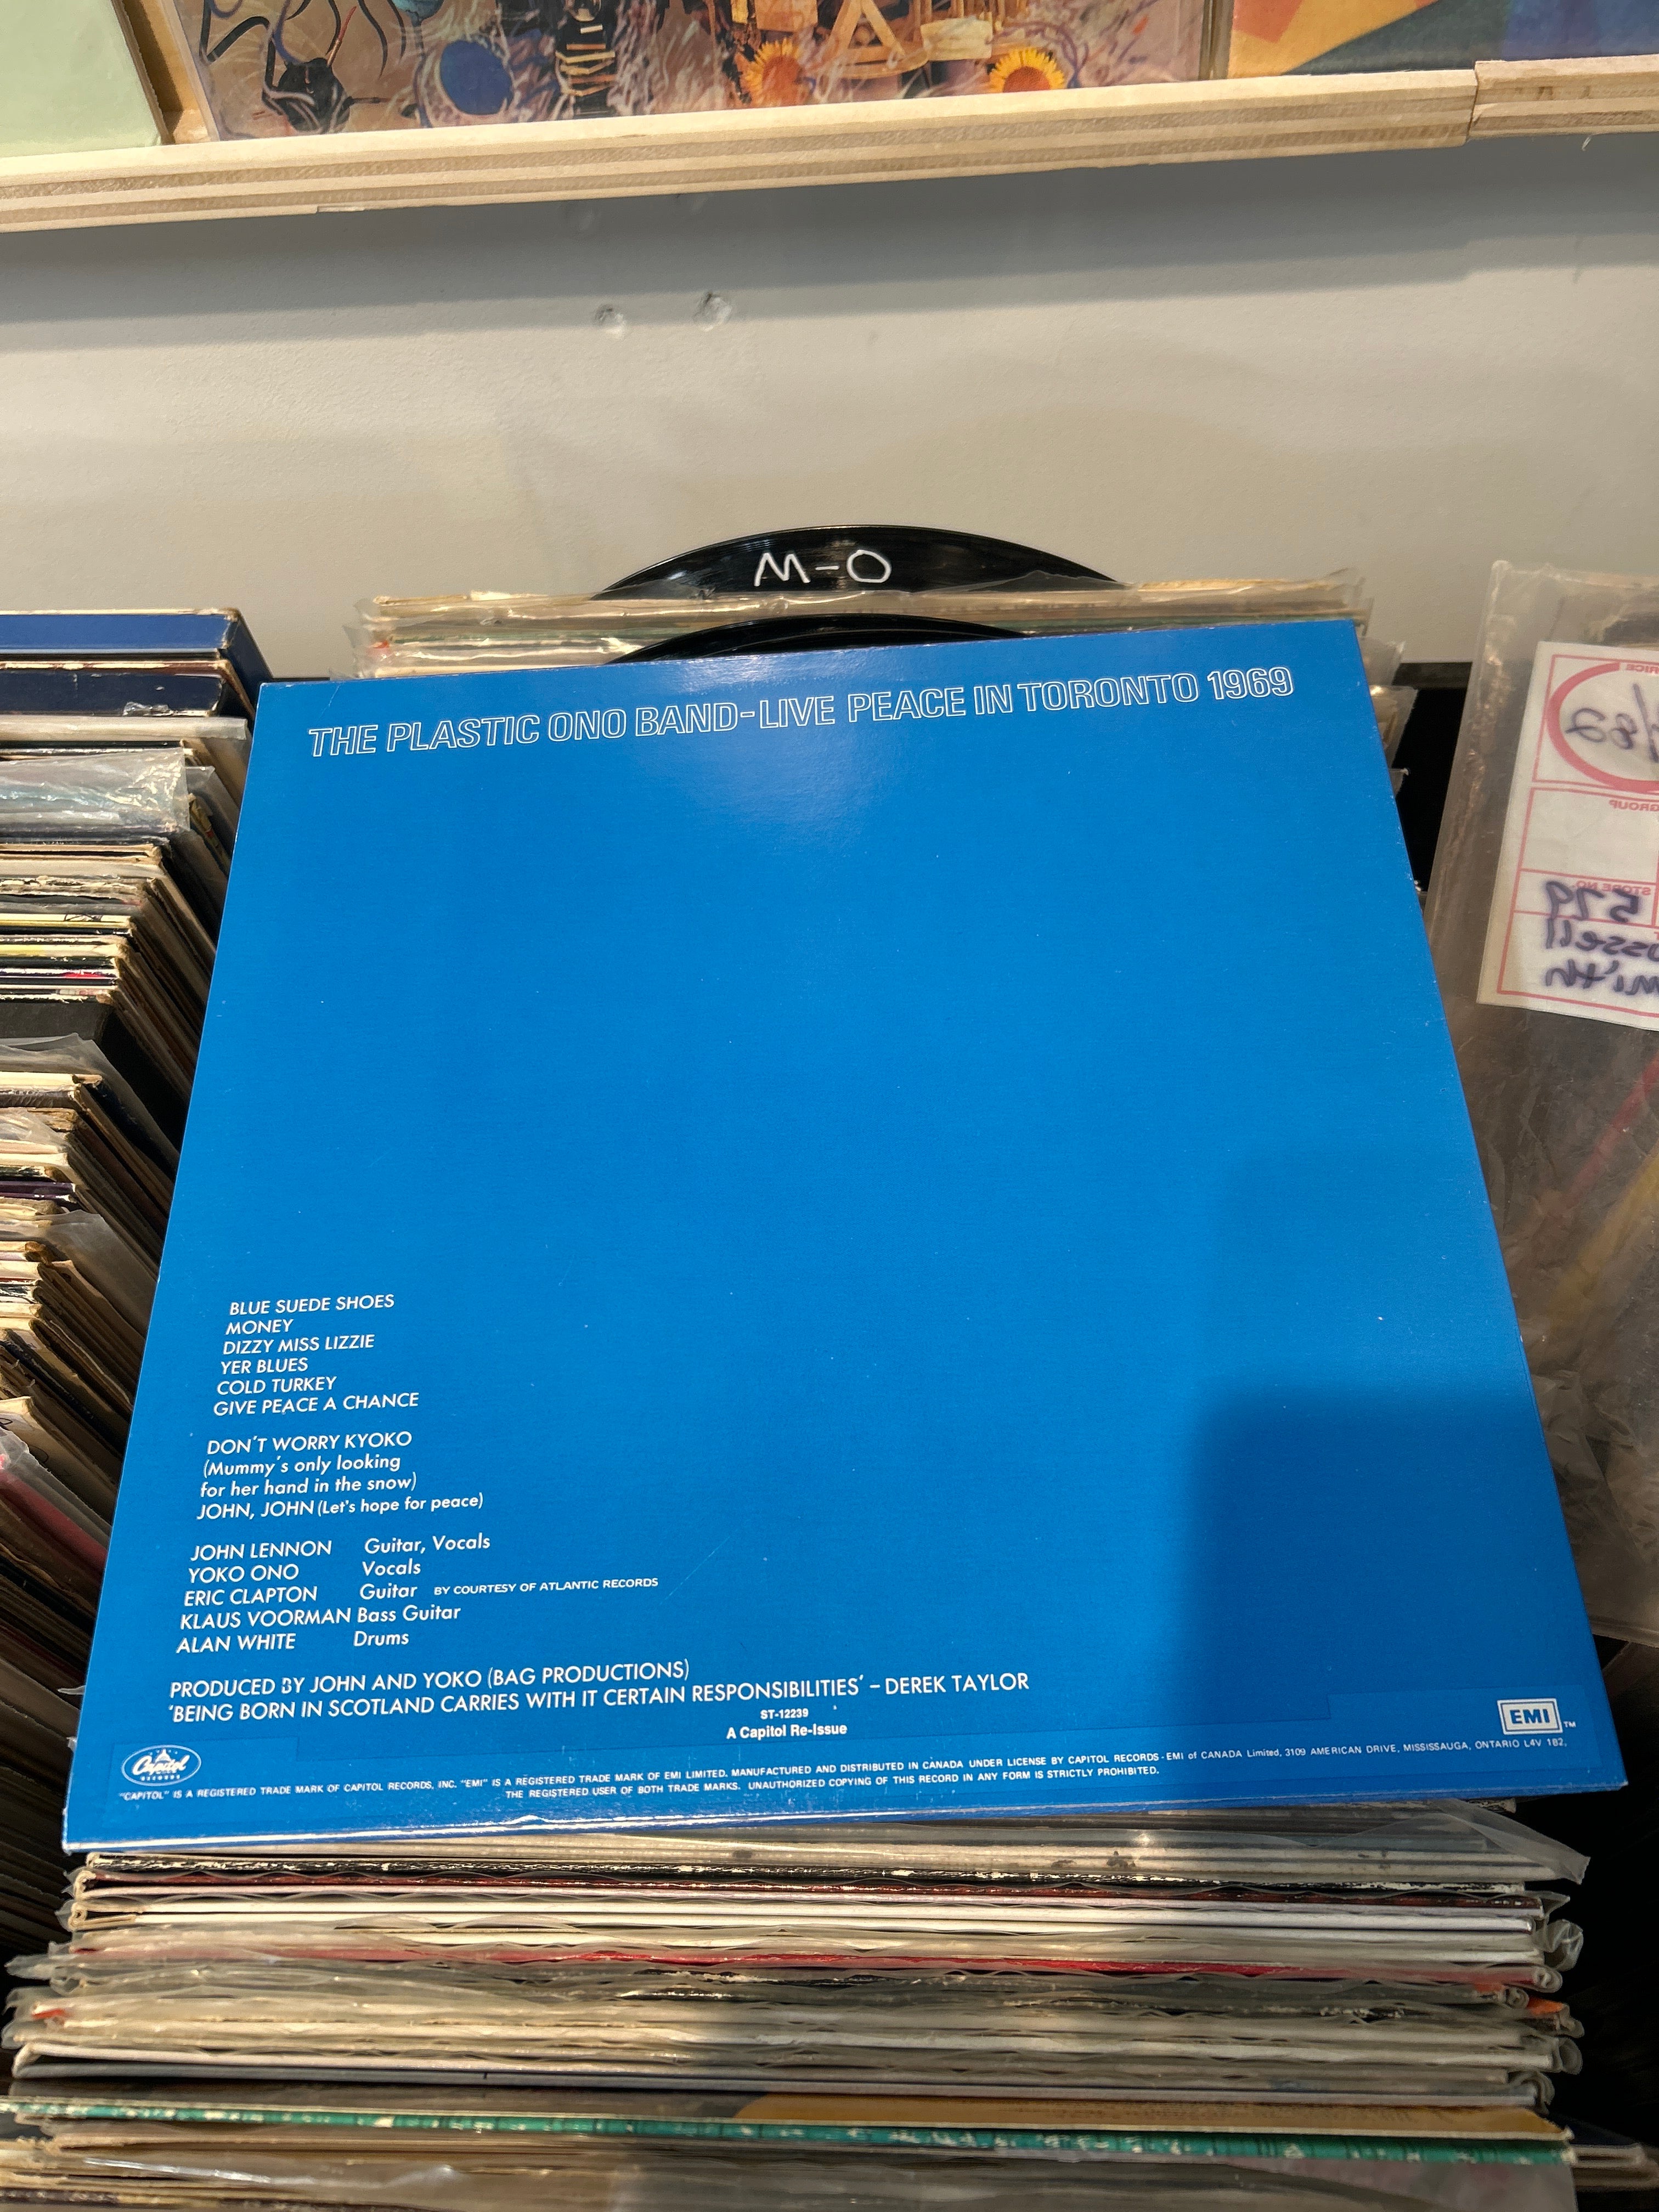 M-O
THE PLASTIC ONO BAND-LIVE PEACE IN TORONTO 1969
BLUE SUEDE SHOES
MONEY
DIZZY MISS LIZZIE
YER BLUES
COLD TURKEY
GIVE PEACE A CHANCE
DON'T WORRY KYOKO
(Mummy's only looking
for her hand in the snow)
JOHN, JOHN (Let's hope for peace)
JOHN LENNON Guitar, Vocals
YOKO ONO Vocals
ERIC CLAPTON Guitar BY COURTESY OF ATLANTIC RECORDS
KLAUS VOORMAN Bass Guitar
ALAN WHITE Drums
PRODUCED BY JOHN AND YOKO (BAG PRODUCTIONS)
'BEING BORN IN SCOTLAND CARRIES WITH IT CERTAIN RESPONSIBILITIES' – DEREK TAYLOR
ST-12239
A Capitol Re-Issue
EMI TM
Capitol
RECORDS
"CAPITOL" IS A REGISTERED TRADE MARK OF CAPITOL RECORDS, INC. "EMI" IS A REGISTERED TRADE MARK OF EMI LIMITED. MANUFACTURED AND DISTRIBUTED IN CANADA UNDER LICENSE BY CAPITOL RECORDS - EMI of CANADA Limited, 3109 AMERICAN DRIVE, MISSISSAUGA, ONTARIO L4V 1B2,
THE REGISTERED USER OF BOTH TRADE MARKS. UNAUTHORIZED COPYING OF THIS RECORD IN ANY FORM IS STRICTLY PROHIBITED.
GROUP
STORE NO.
579